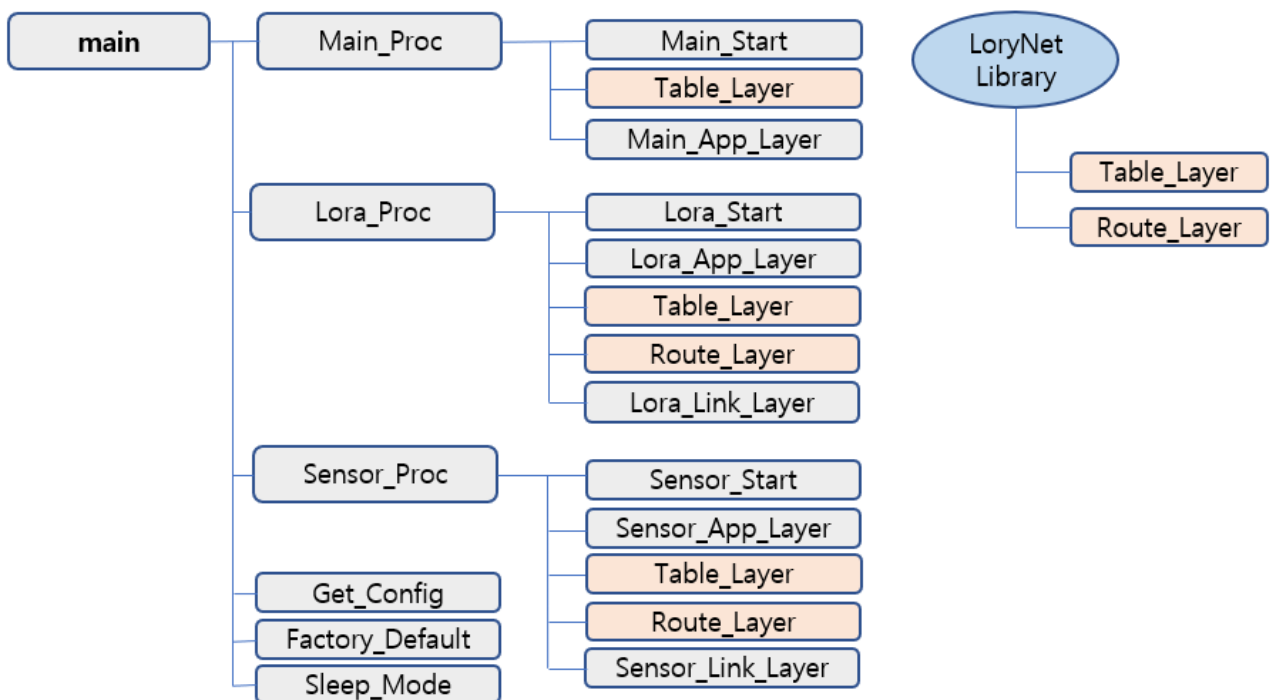 main
Main_Proc
Main_Start
Table_Layer
Main_App_Layer
Lora_Proc
Lora_Start
Lora_App_Layer
Table_Layer
Route_Layer
Lora_Link_Layer
Sensor_Proc
Sensor_Start
Sensor_App_Layer
Table_Layer
Route_Layer
Sensor_Link_Layer
Get_Config
Factory_Default
Sleep_Mode
LoryNet
Library
Table_Layer
Route_Layer